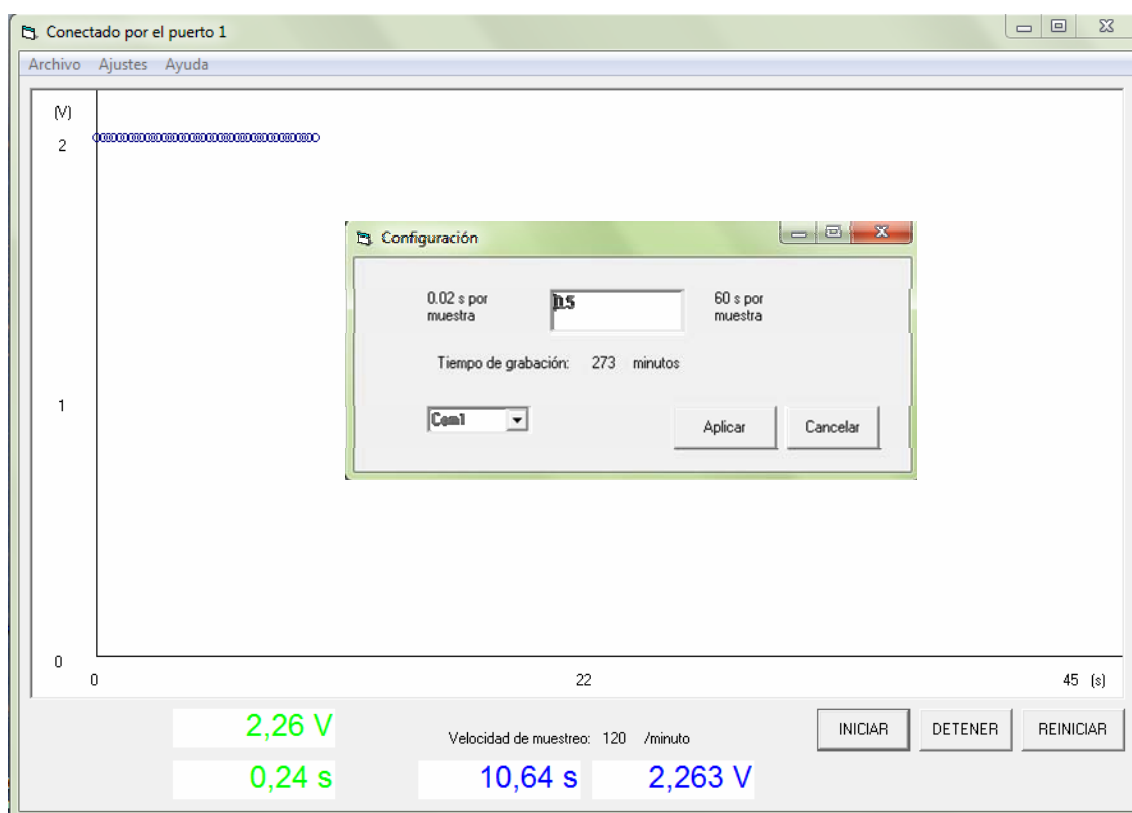 Conectado por el puerto 1
Archivo Ajustes Ayuda
(V)
2
Configuración
0.02 s por
muestra
60 s por
muestra
Tiempo de grabación: 273 minutos
1
Com1
Aplicar
Cancelar
0
0 22 45 (s)
2,26 V
Velocidad de muestreo: 120 /minuto
INICIAR
DETENER
REINICIAR
0,24 s
10,64 s
2,263 V